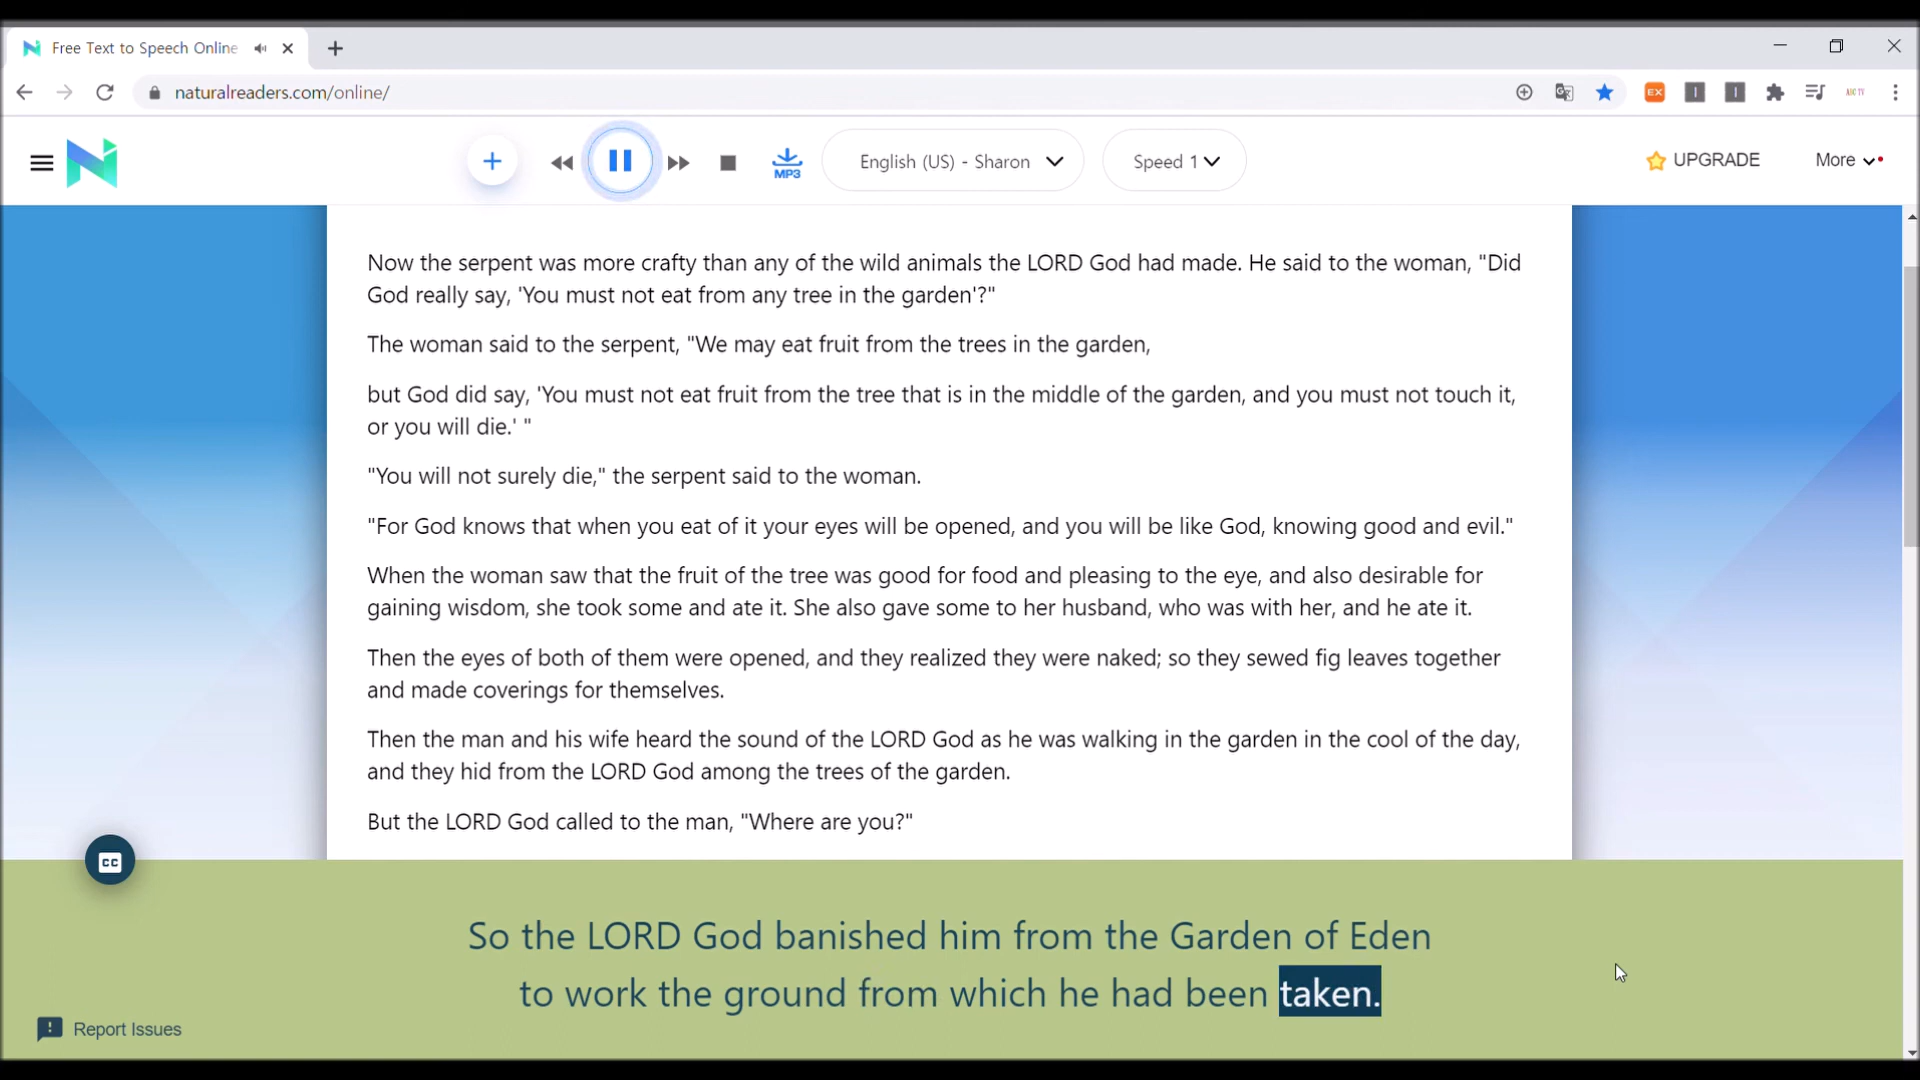 Free Text to Speech Online
naturalreaders.com/online/
EX
MP3
English (US) - Sharon
Speed 1
UPGRADE
More
Now the serpent was more crafty than any of the wild animals the LORD God had made. He said to the woman, "Did
God really say, 'You must not eat from any tree in the garden'?"
The woman said to the serpent, "We may eat fruit from the trees in the garden,
but God did say, 'You must not eat fruit from the tree that is in the middle of the garden, and you must not touch it,
or you will die.' "
"You will not surely die," the serpent said to the woman.
"For God knows that when you eat of it your eyes will be opened, and you will be like God, knowing good and evil."
When the woman saw that the fruit of the tree was good for food and pleasing to the eye, and also desirable for
gaining wisdom, she took some and ate it. She also gave some to her husband, who was with her, and he ate it.
Then the eyes of both of them were opened, and they realized they were naked; so they sewed fig leaves together
and made coverings for themselves.
Then the man and his wife heard the sound of the LORD God as he was walking in the garden in the cool of the day,
and they hid from the LORD God among the trees of the garden.
But the LORD God called to the man, "Where are you?"
CC
So the LORD God banished him from the Garden of Eden
to work the ground from which he had been taken.
Report Issues